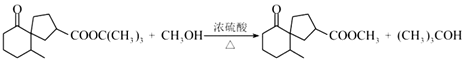 O O
COOC(CH₃)₃ + CH₃OH 浓硫酸 △ COOCH₃ + (CH₃)₃COH